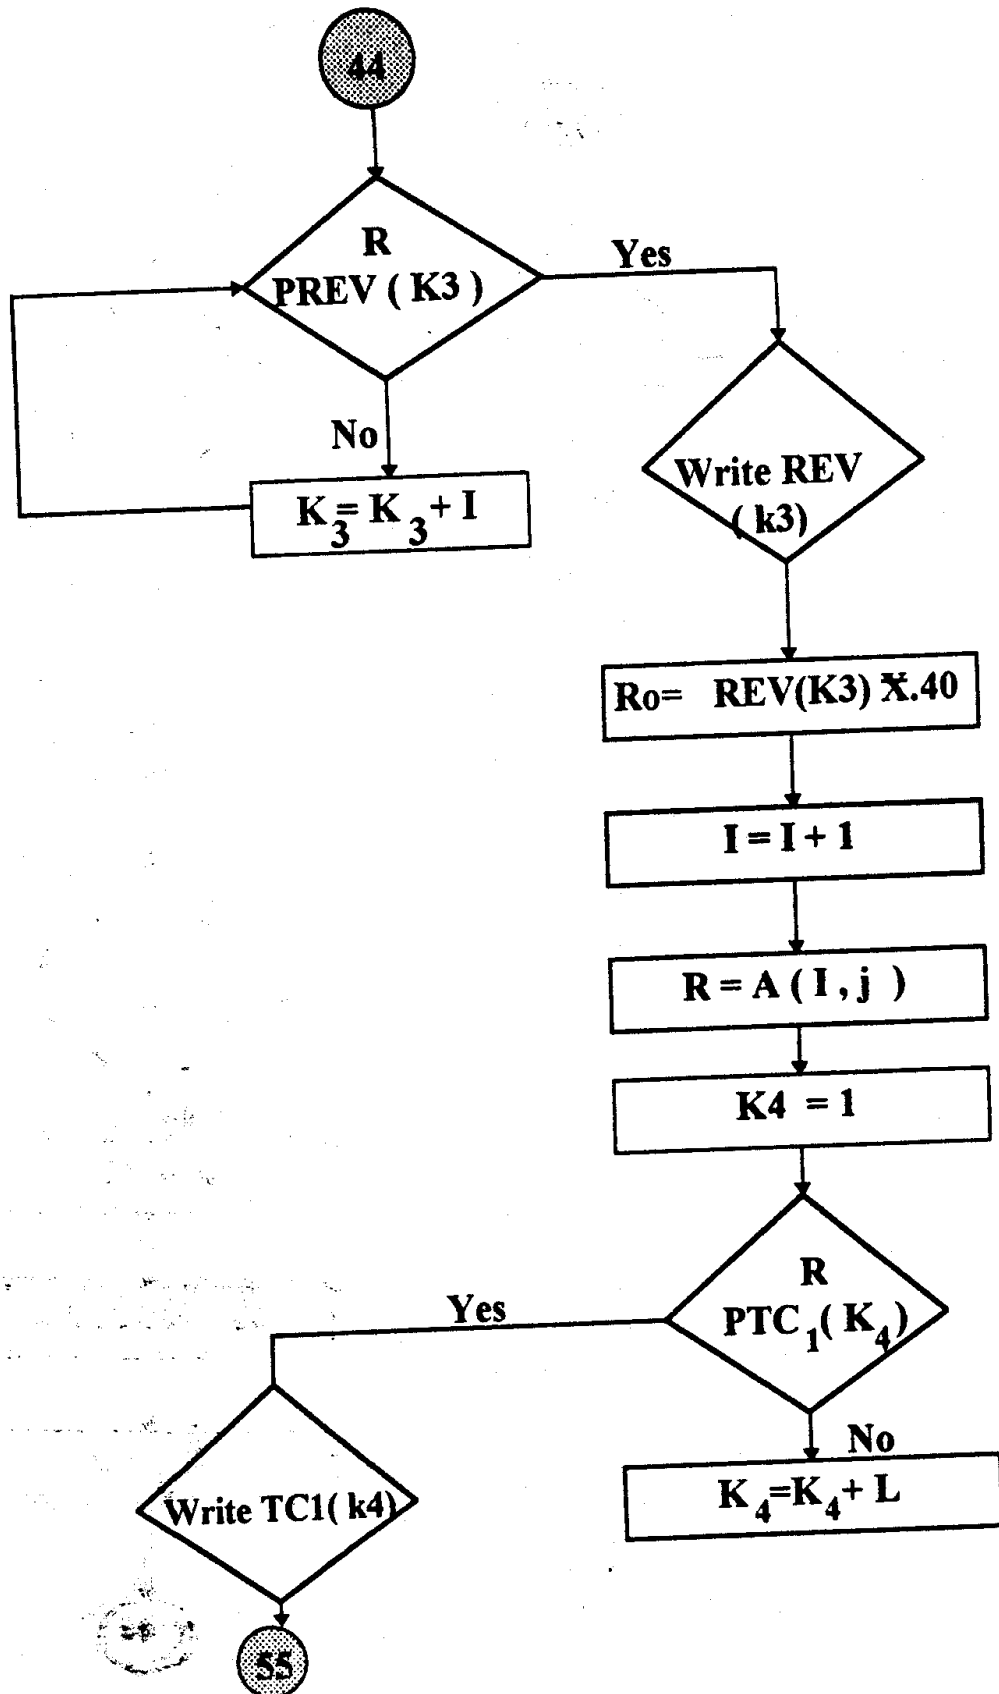 44
R
PREV ( K3 )
Yes
No
K3= K3 + I
Write REV
( k3)
Ro= REV(K3) X.40
I = I + 1
R = A ( I , j )
K4 = 1
R
PTC1( K4)
Yes
No
K4=K4+ L
Write TC1( k4)
55